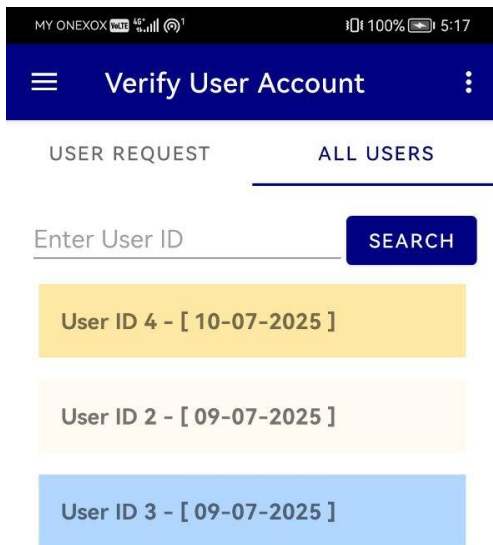 MY ONEXOX VoLTE 4G 100% 5:17
Verify User Account
USER REQUEST ALL USERS
Enter User ID SEARCH
User ID 4 - [ 10-07-2025 ]
User ID 2 - [ 09-07-2025 ]
User ID 3 - [ 09-07-2025 ]